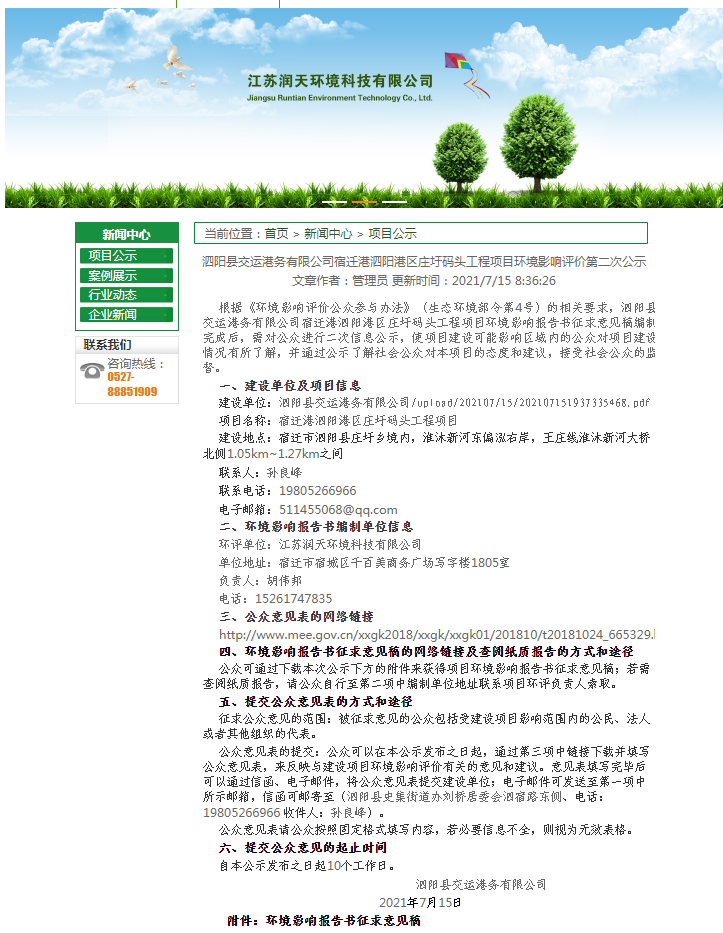 江苏润天环境科技有限公司
Jiangsu Runtian Environment Technology Co., Ltd.
新闻中心
项目公示
案例展示
行业动态
企业新闻
联系我们
咨询热线：
0527-
88851909
当前位置：首页 > 新闻中心 > 项目公示
泗阳县交运港务有限公司宿迁港泗阳港区庄圩码头工程项目环境影响评价第二次公示
文章作者：管理员 更新时间：2021/7/15 8:36:26
根据《环境影响评价公众参与办法》（生态环境部令第4号）的相关要求，泗阳县
交运港务有限公司宿迁港泗阳港区庄圩码头工程项目环境影响报告书征求意见稿编制
完成后，需对公众进行二次信息公示，使项目建设可能影响区域内的公众对项目建设
情况有所了解，并通过公示了解社会公众对本项目的态度和建议，接受社会公众的监
督。
一、建设单位及项目信息
建设单位：泗阳县交运港务有限公司/upload/202107/15/202107151937335468.pdf
项目名称：宿迁港泗阳港区庄圩码头工程项目
建设地点：宿迁市泗阳县庄圩乡境内，淮沭新河东偏泓右岸，王庄线淮沭新河大桥
北侧1.05km~1.27km之间
联系人：孙良峰
联系电话：19805266966
电子邮箱：511455068@qq.com
二、环境影响报告书编制单位信息
环评单位：江苏润天环境科技有限公司
单位地址：宿迁市宿城区千百美商务广场写字楼1805室
负责人：胡伟邦
电话：15261747835
三、公众意见表的网络链接
http://www.mee.gov.cn/xxgk2018/xxgk/xxgk01/201810/t20181024_665329.
四、环境影响报告书征求意见稿的网络链接及查阅纸质报告的方式和途径
公众可通过下载本次公示下方的附件来获得项目环境影响报告书征求意见稿；若需
查阅纸质报告，请公众自行至第二项中编制单位地址联系项目环评负责人索取。
五、提交公众意见表的方式和途径
征求公众意见的范围：被征求意见的公众包括受建设项目影响范围内的公民、法人
或者其他组织的代表。
公众意见表的提交：公众可以在本公示发布之日起，通过第三项中链接下载并填写
公众意见表，来反映与建设项目环境影响评价有关的意见和建议。意见表填写完毕后
可以通过信函、电子邮件，将公众意见表提交建设单位；电子邮件可发送至第一项中
所示邮箱，信函可邮寄至（泗阳县史集街道办刘桥居委会泗宿路东侧、电话：
19805266966 收件人：孙良峰）。
公众意见表请公众按照固定格式填写内容，若必要信息不全，则视为无效表格。
六、提交公众意见的起止时间
自本公示发布之日起10个工作日。
泗阳县交运港务有限公司
2021年7月15日
附件：环境影响报告书征求意见稿